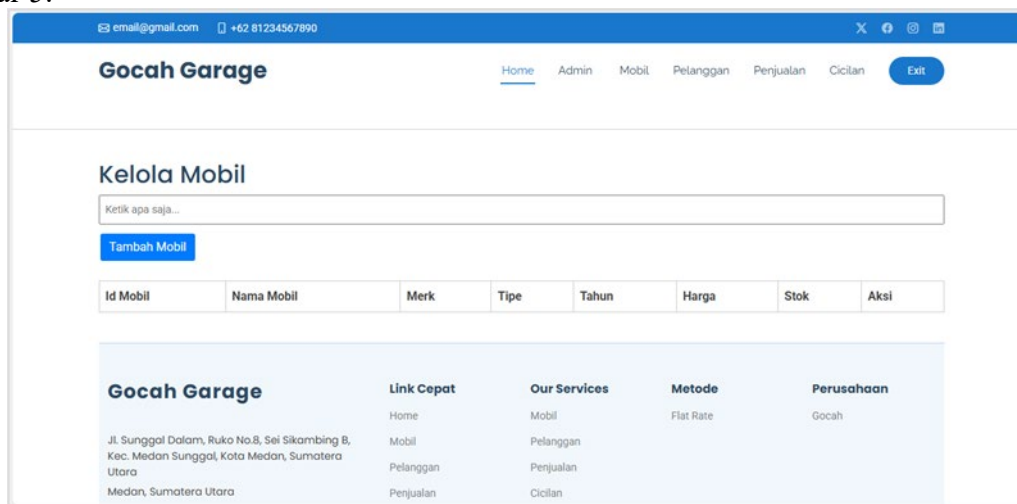 email@gmail.com +62 81234567890
Gocah Garage Home Admin Mobil Pelanggan Penjualan Cicilan Exit
Kelola Mobil
Ketik apa saja...
Tambah Mobil
Id Mobil Nama Mobil Merk Tipe Tahun Harga Stok Aksi
Gocah Garage Link Cepat Our Services Metode Perusahaan
Home Mobil Flat Rate Gocah
Jl. Sunggal Dalam, Ruko No.8, Sei Sikambing B, Mobil Pelanggan
Kec. Medan Sunggal, Kota Medan, Sumatera
Utara Pelanggan Penjualan
Medan, Sumatera Utara Penjualan Cicilan